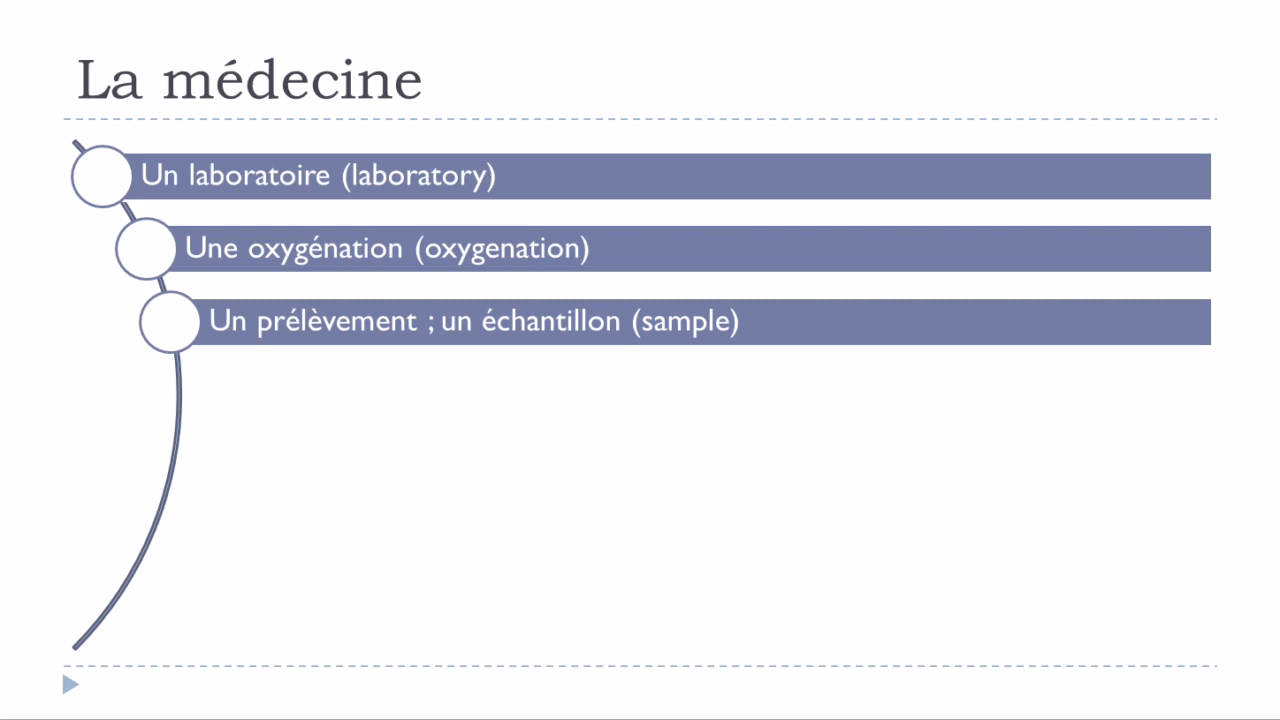 La médecine
Un laboratoire (laboratory)
Une oxygénation (oxygenation)
Un prélèvement ; un échantillon (sample)